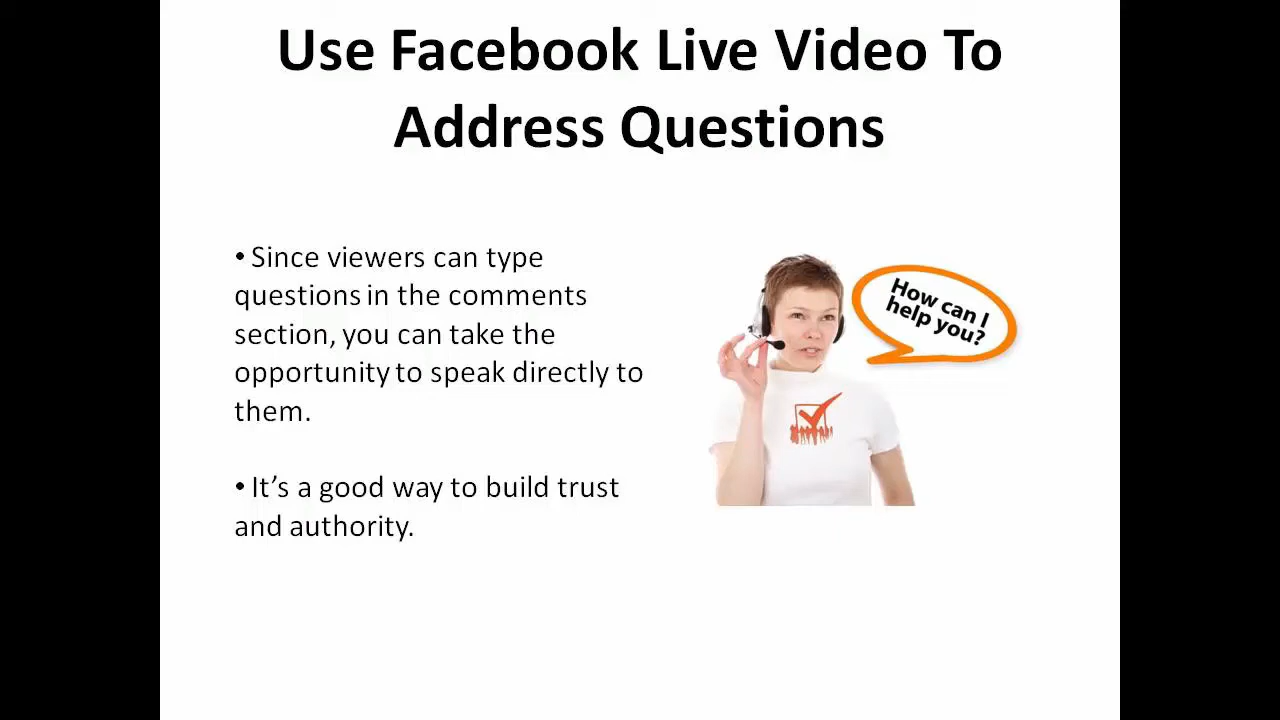 Use Facebook Live Video To
Address Questions
• Since viewers can type
questions in the comments
section, you can take the
opportunity to speak directly to
them.
• It’s a good way to build trust
and authority.
How can I
help you?